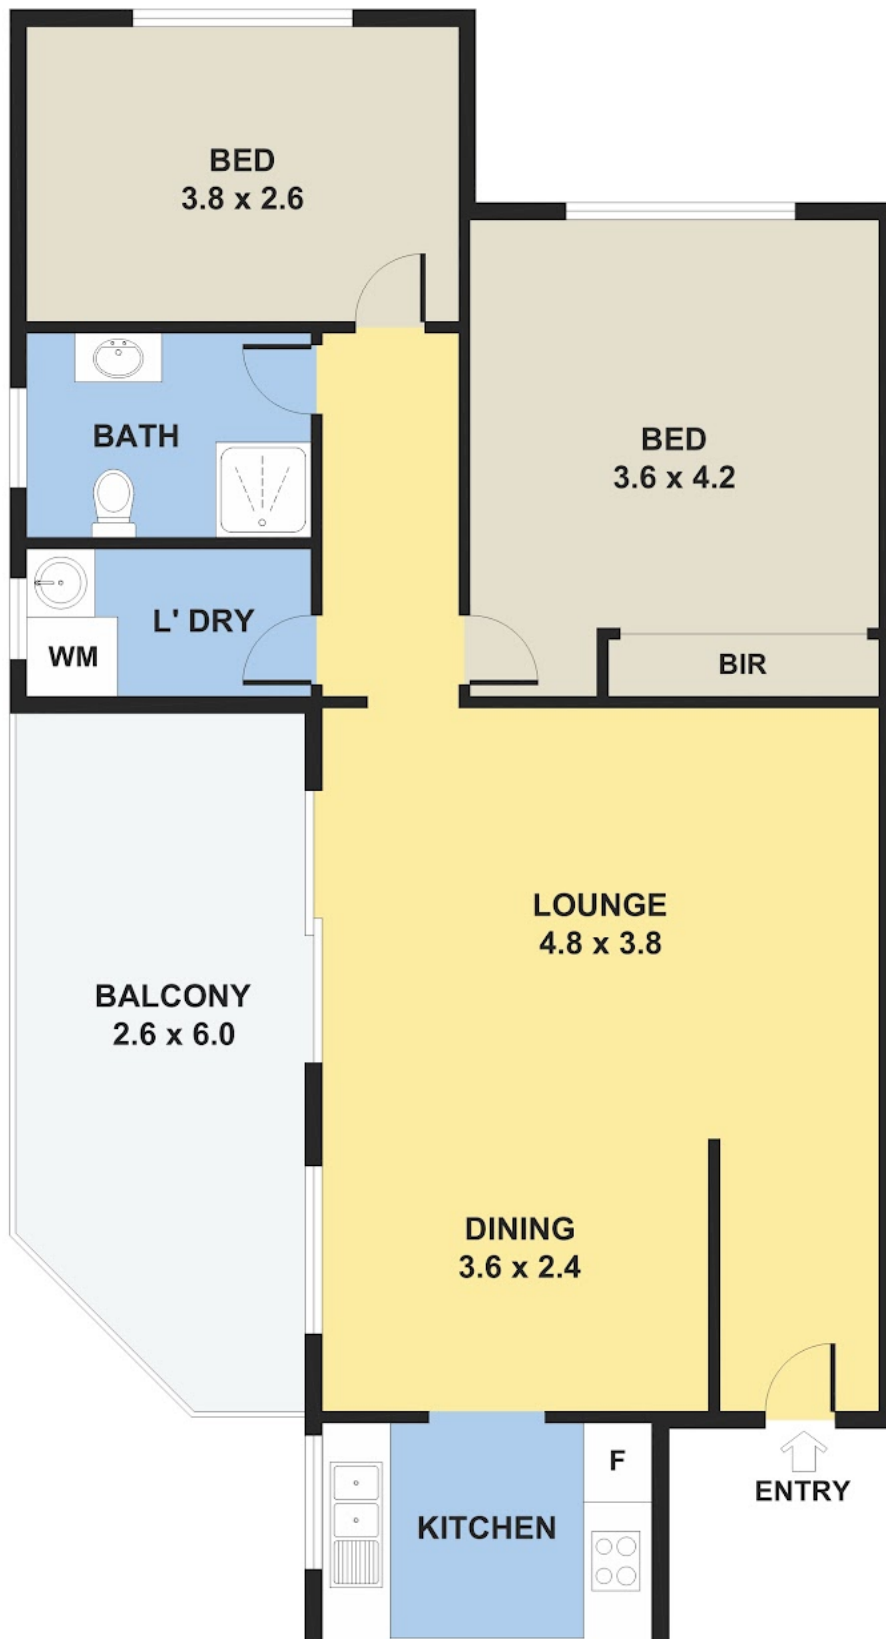 BED
3.8 x 2.6
BED
3.6 x 4.2
BATH
L' DRY
WM
BIR
LOUNGE
4.8 x 3.8
BALCONY
2.6 x 6.0
DINING
3.6 x 2.4
F
ENTRY
KITCHEN